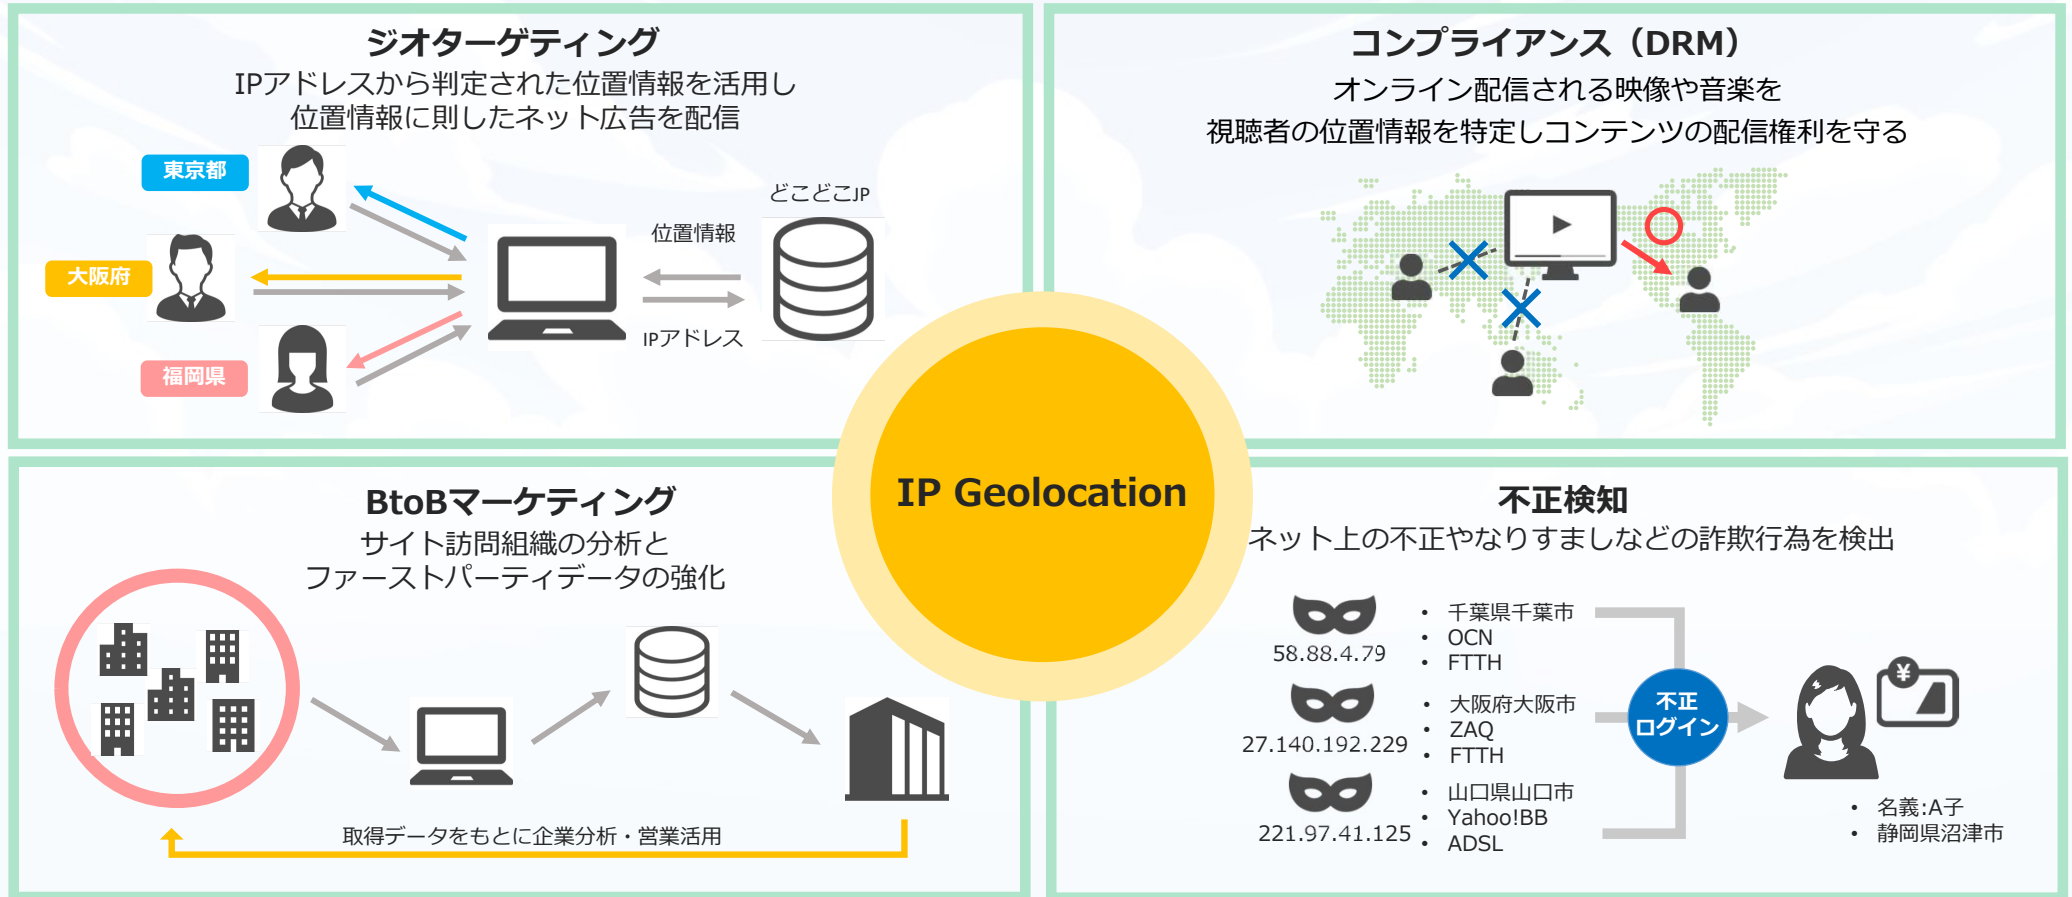 ジオターゲティング
IPアドレスから判定された位置情報を活用し
位置情報に則したネット広告を配信
東京都
大阪府
福岡県
位置情報
IPアドレス
どこどこJP
コンプライアンス（DRM）
オンライン配信される映像や音楽を
視聴者の位置情報を特定しコンテンツの配信権利を守る
IP Geolocation
BtoBマーケティング
サイト訪問組織の分析と
ファーストパーティデータの強化
取得データをもとに企業分析・営業活用
不正検知
ネット上の不正やなりすましなどの詐欺行為を検出
58.88.4.79
• 千葉県千葉市
• OCN
• FTTH
27.140.192.229
• 大阪府大阪市
• ZAQ
• FTTH
221.97.41.125
• 山口県山口市
• Yahoo!BB
• ADSL
不正
ログイン
¥
• 名義:A子
• 静岡県沼津市